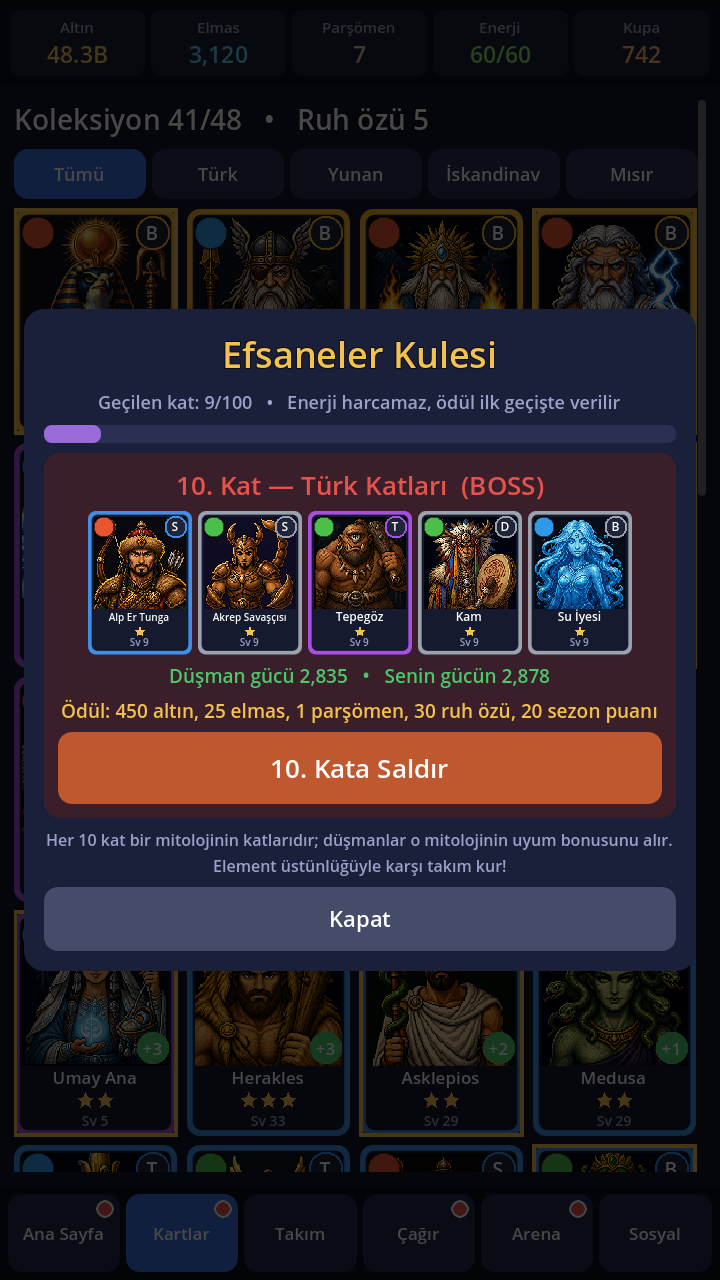 Altın Elmas Parşömen Enerji Kupa
48.3B 3,120 7 60/60 742
Koleksiyon 41/48 • Ruh özü 5
Tümü Türk Yunan İskandinav Mısır
B B B B
Efsaneler Kulesi
Geçilen kat: 9/100 • Enerji harcamaz, ödül ilk geçişte verilir
10. Kat — Türk Katları (BOSS)
S S T D B
Alp Er Tunga Akrep Savaşçısı Tepegöz Kam Su İyesi
Sv 9 Sv 9 Sv 9 Sv 9 Sv 9
Düşman gücü 2,835 • Senin gücün 2,878
Ödül: 450 altın, 25 elmas, 1 parşömen, 30 ruh özü, 20 sezon puanı
10. Kata Saldır
Her 10 kat bir mitolojinin katlarıdır; düşmanlar o mitolojinin uyum bonusunu alır.
Element üstünlüğüyle karşı takım kur!
Kapat
+3 +3 +2 +1
Umay Ana Herakles Asklepios Medusa
Sv 5 Sv 33 Sv 29 Sv 29
T T S B
Ana Sayfa Kartlar Takım Çağır Arena Sosyal